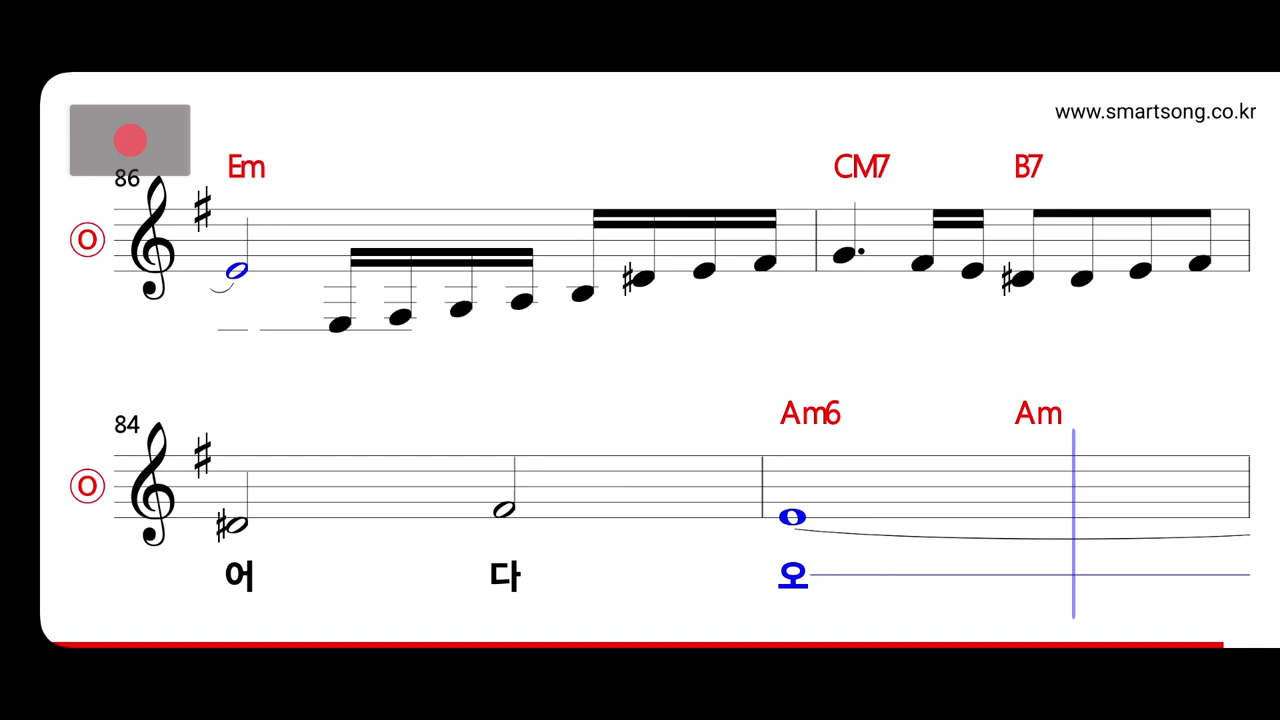 www.smartsong.co.kr
Em CM7 B7
86
O
Am6 Am
84
O
어 다 오